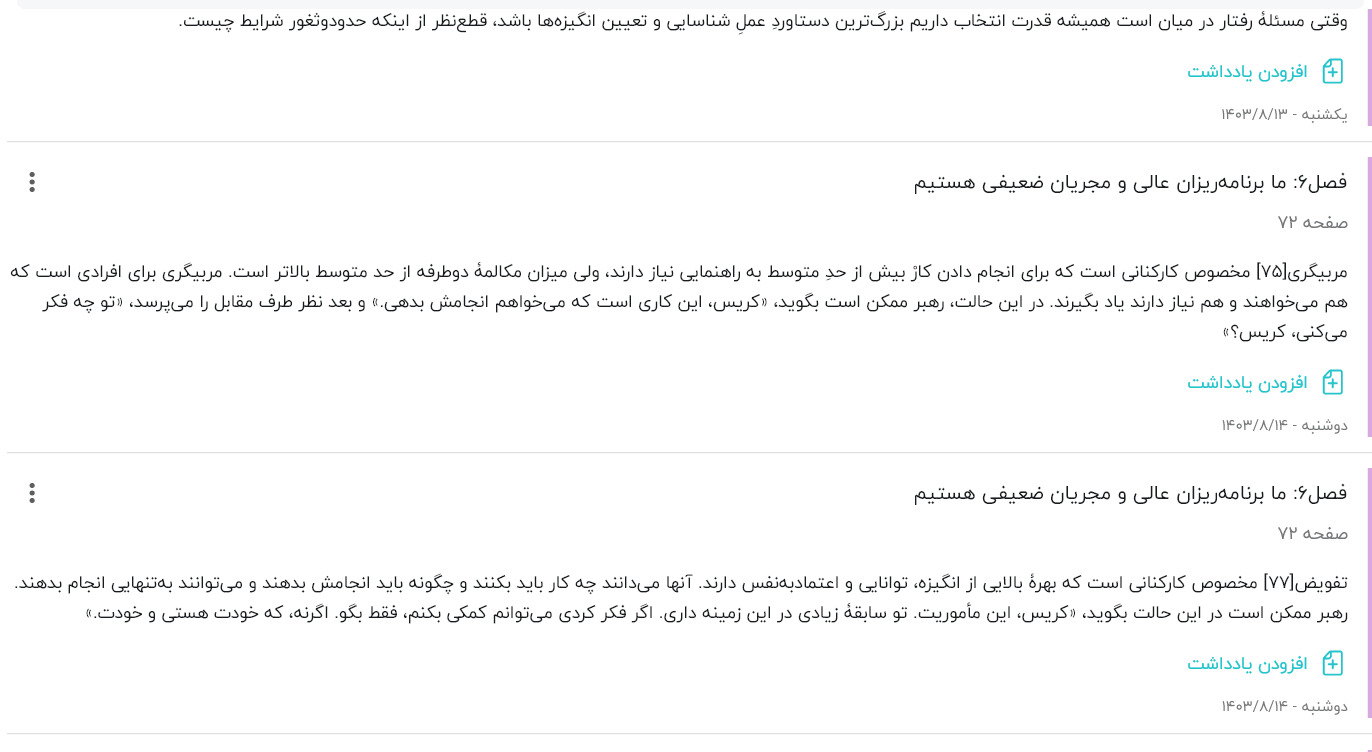 وقتی مسئلهٔ رفتار در میان است همیشه قدرت انتخاب داریم بزرگ‌ترین دستاوردِ عملِ شناسایی و تعیین انگیزه‌ها باشد، قطع‌نظر از اینکه حدودوثغور شرایط چیست.
افزودن یادداشت
یکشنبه - ۱۴۰۳/۸/۱۳
فصل۶: ما برنامه‌ریزان عالی و مجریان ضعیفی هستیم
صفحه ۷۲
مربیگری[۷۵] مخصوص کارکنانی است که برای انجام دادن کارْ بیش از حدِ متوسط به راهنمایی نیاز دارند، ولی میزان مکالمهٔ دوطرفه از حد متوسط بالاتر است. مربیگری برای افرادی است که
هم می‌خواهند و هم نیاز دارند یاد بگیرند. در این حالت، رهبر ممکن است بگوید، «کریس، این کاری است که می‌خواهم انجامش بدهی.» و بعد نظر طرف مقابل را می‌پرسد، «تو چه فکر
می‌کنی، کریس؟»
افزودن یادداشت
دوشنبه - ۱۴۰۳/۸/۱۴
فصل۶: ما برنامه‌ریزان عالی و مجریان ضعیفی هستیم
صفحه ۷۲
تفویض[۷۷] مخصوص کارکنانی است که بهرهٔ بالایی از انگیزه، توانایی و اعتمادبه‌نفس دارند. آنها می‌دانند چه کار باید بکنند و چگونه باید انجامش بدهند و می‌توانند به‌تنهایی انجام بدهند.
رهبر ممکن است در این حالت بگوید، «کریس، این مأموریت. تو سابقهٔ زیادی در این زمینه داری. اگر فکر کردی می‌توانم کمکی بکنم، فقط بگو. اگرنه، که خودت هستی و خودت.»
افزودن یادداشت
دوشنبه - ۱۴۰۳/۸/۱۴